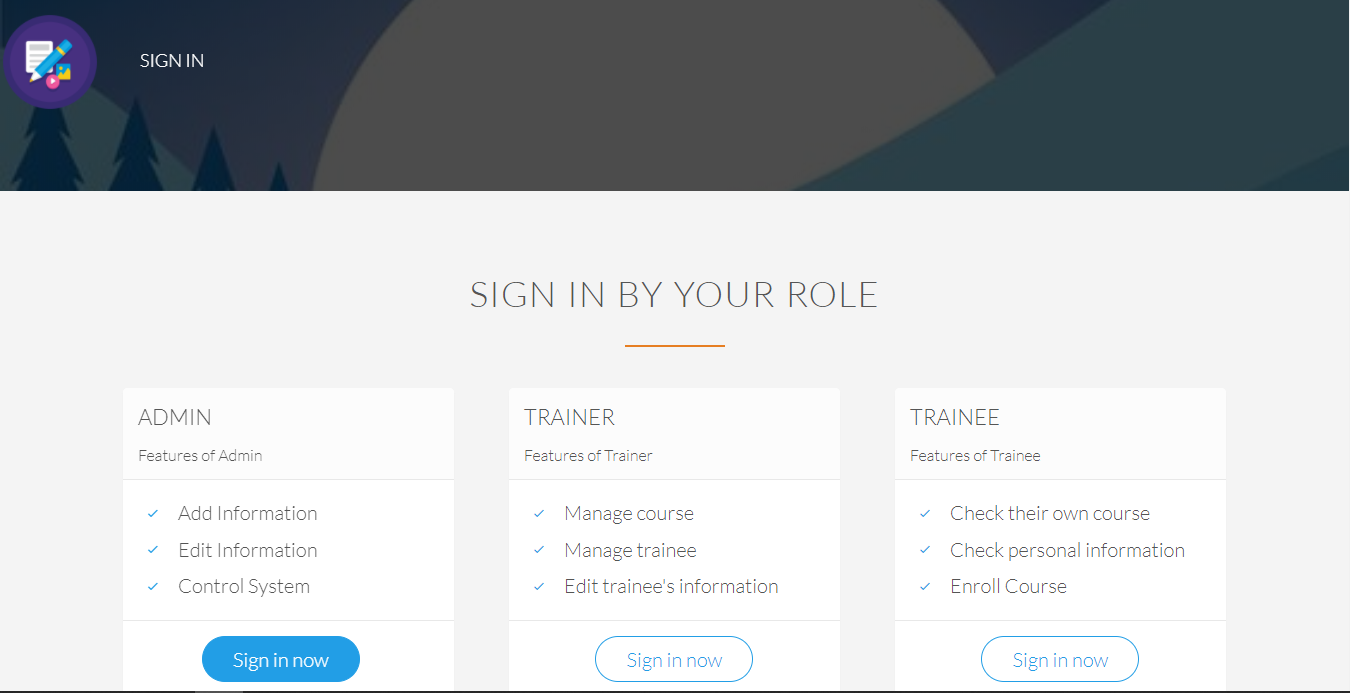 SIGN IN
SIGN IN BY YOUR ROLE
ADMIN
Features of Admin
Add Information
Edit Information
Control System
Sign in now
TRAINER
Features of Trainer
Manage course
Manage trainee
Edit trainee's information
Sign in now
TRAINEE
Features of Trainee
Check their own course
Check personal information
Enroll Course
Sign in now